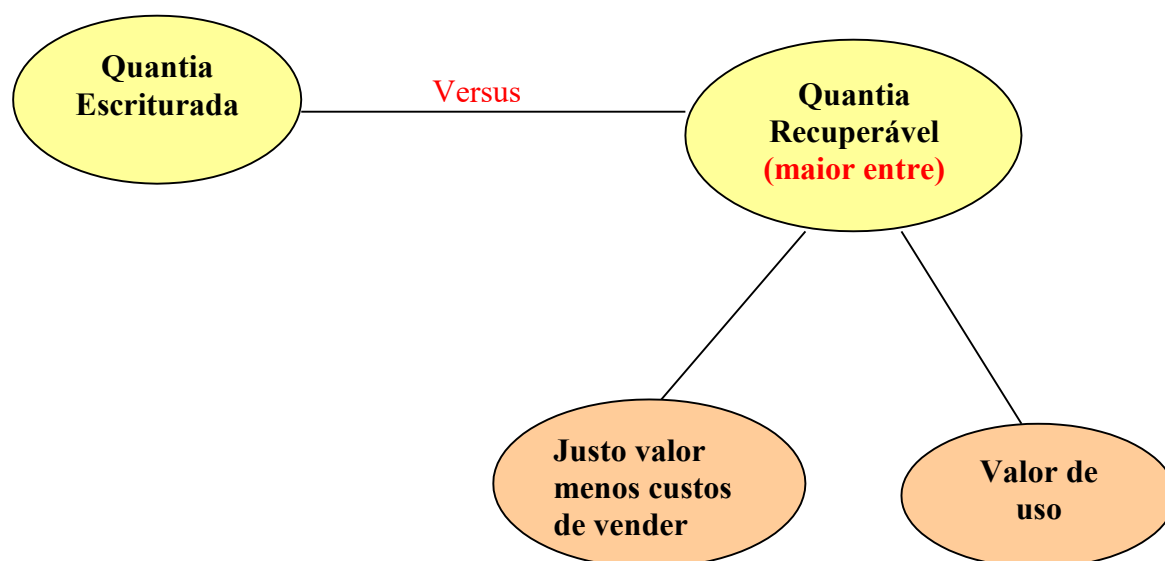 Quantia
Escriturada
Versus
Quantia
Recuperável
(maior entre)
Justo valor
menos custos
de vender
Valor de
uso